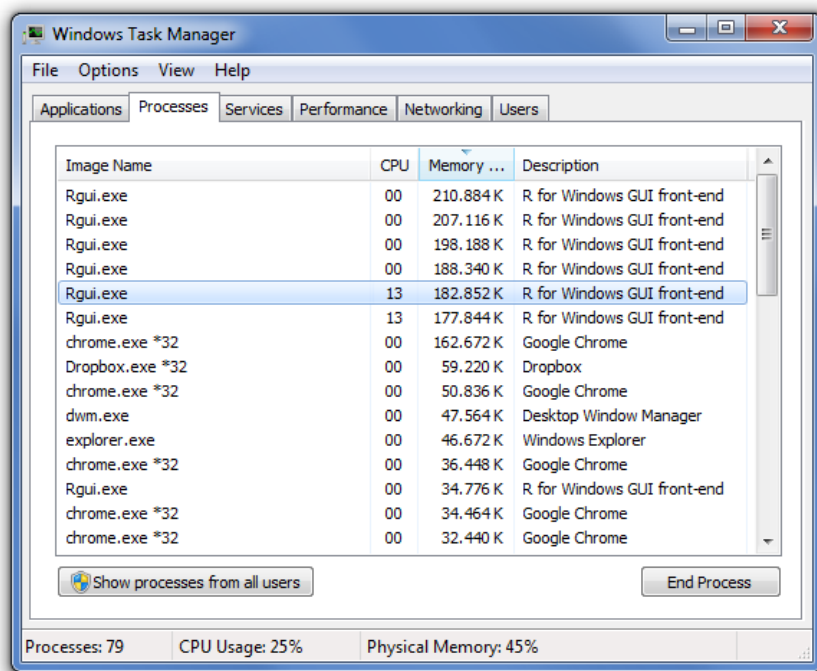 Windows Task Manager
File Options View Help
Applications Processes Services Performance Networking Users
Image Name CPU Memory ... Description
Rgui.exe 00 210.884 K R for Windows GUI front-end
Rgui.exe 00 207.116 K R for Windows GUI front-end
Rgui.exe 00 198.188 K R for Windows GUI front-end
Rgui.exe 00 188.340 K R for Windows GUI front-end
Rgui.exe 13 182.852 K R for Windows GUI front-end
Rgui.exe 13 177.844 K R for Windows GUI front-end
chrome.exe *32 00 162.672 K Google Chrome
Dropbox.exe *32 00 59.220 K Dropbox
chrome.exe *32 00 50.836 K Google Chrome
dwm.exe 00 47.564 K Desktop Window Manager
explorer.exe 00 46.672 K Windows Explorer
chrome.exe *32 00 36.448 K Google Chrome
Rgui.exe 00 34.776 K R for Windows GUI front-end
chrome.exe *32 00 34.464 K Google Chrome
chrome.exe *32 00 32.440 K Google Chrome
Show processes from all users End Process
Processes: 79 CPU Usage: 25% Physical Memory: 45%